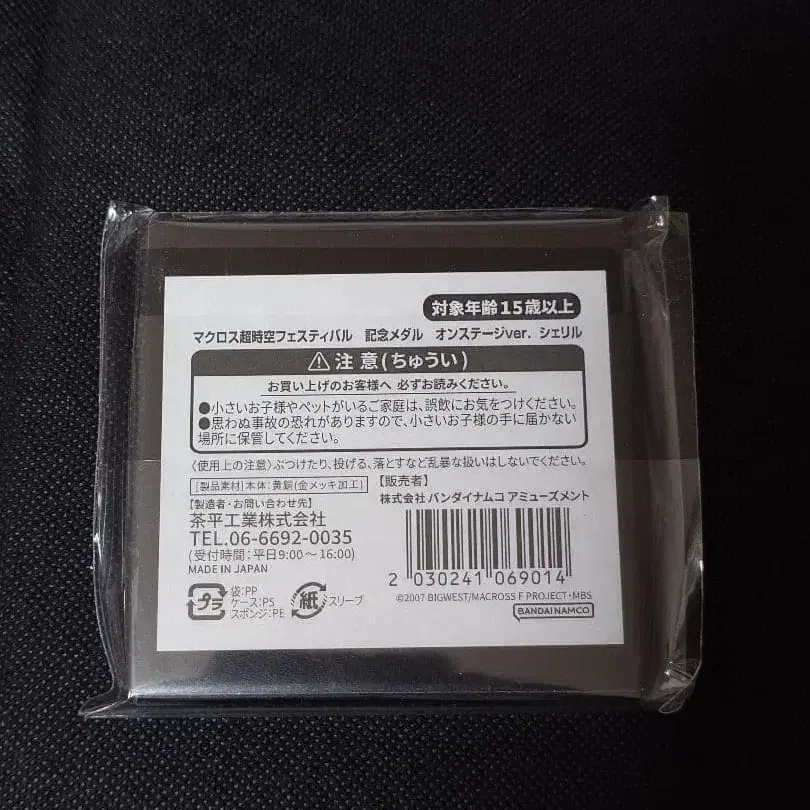 対象年齢15歳以上
マクロス超時空フェスティバル 記念メダル オンステージver. シェリル
⚠注意(ちゅうい)
お買い上げのお客様へ 必ずお読みください。
●小さいお子様やペットがいるご家庭は、誤飲にお気をつけください。
●思わぬ事故の恐れがありますので、小さいお子様の手に届かない
場所に保管してください。
〈使用上の注意〉ぶつけたり、投げる、落とすなど乱暴な扱いはしないでください。
[製品素材]本体:黄銅(金メッキ加工)
【製造者・お問い合わせ先】
茶平工業株式会社
TEL.06-6692-0035
(受付時間:平日9:00～16:00)
MADE IN JAPAN
【販売者】
株式会社 バンダイナムコ アミューズメント
2 030241 069014
©2007 BIGWEST/MACROSS F PROJECT・MBS
BANDAI NAMCO
プラ
袋:PP
ケース:PS
スポンジ:PE
紙
スリーブ